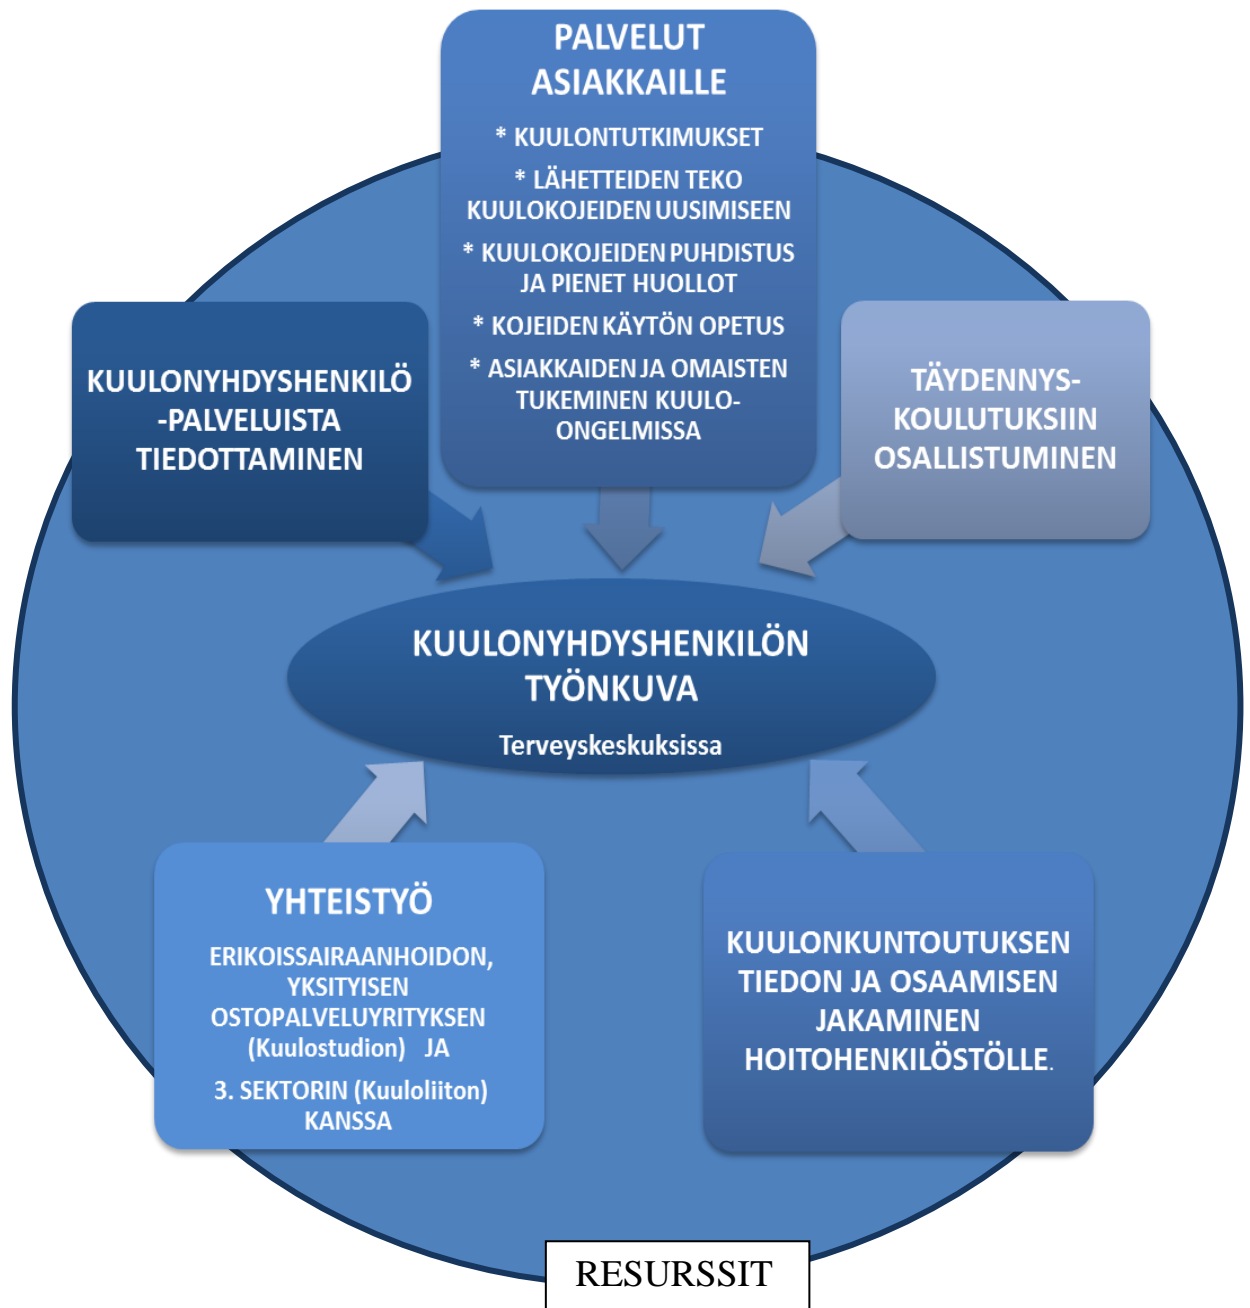 PALVELUT
ASIAKKAILLE
* KUULONTUTKIMUKSET
* LÄHETTEIDEN TEKO
KUULOKOJEIDEN UUSIMISEEN
* KUULOKOJEIDEN PUHDISTUS
JA PIENET HUOLLOT
* KOJEIDEN KÄYTÖN OPETUS
* ASIAKKAIDEN JA OMAISTEN
TUKEMINEN KUULO-
ONGELMISSA
KUULONYHDYSHENKILÖ
-PALVELUISTA
TIEDOTTAMINEN
TÄYDENNYS-
KOULUTUKSIIN
OSALLISTUMINEN
KUULONYHDYSHENKILÖN
TYÖNKUVA
Terveyskeskuksissa
YHTEISTYÖ
ERIKOISSAIRAANHOIDON,
YKSITYISEN
OSTOPALVELUYRITYKSEN
(Kuulostudion) JA
3. SEKTORIN (Kuuloliiton)
KANSSA
KUULONKUNTOUTUKSEN
TIEDON JA OSAAMISEN
JAKAMINEN
HOITOHENKILÖSTÖLLE.
RESURSSIT